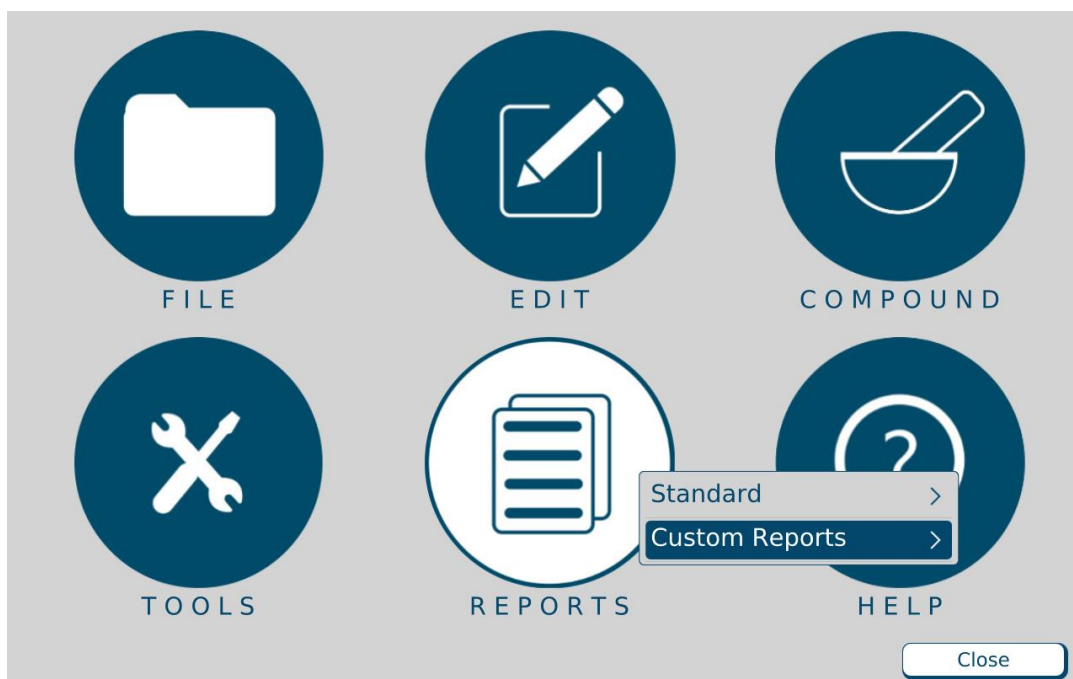 FILE
EDIT
COMPOUND
?
Standard
Custom Reports
TOOLS
REPORTS
HELP
Close